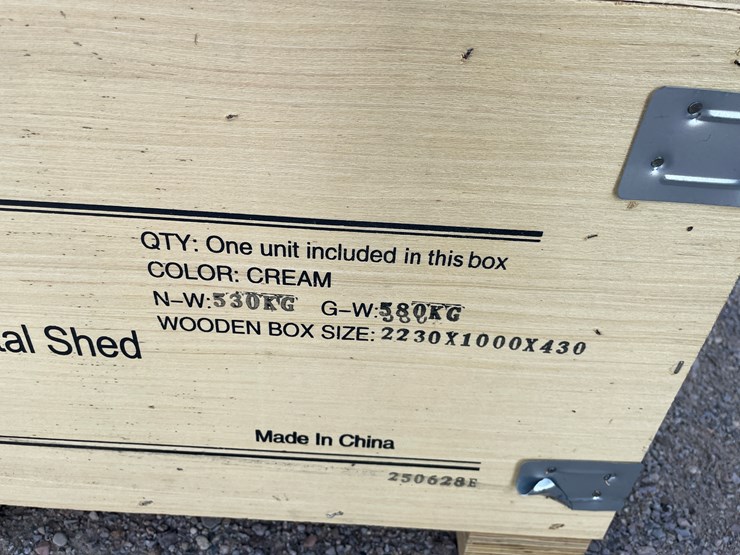 QTY: One unit included in this box
COLOR: CREAM
N-W:530KG G-W:580KG
WOODEN BOX SIZE: 2230X1000X430
al Shed
Made In China
250628E